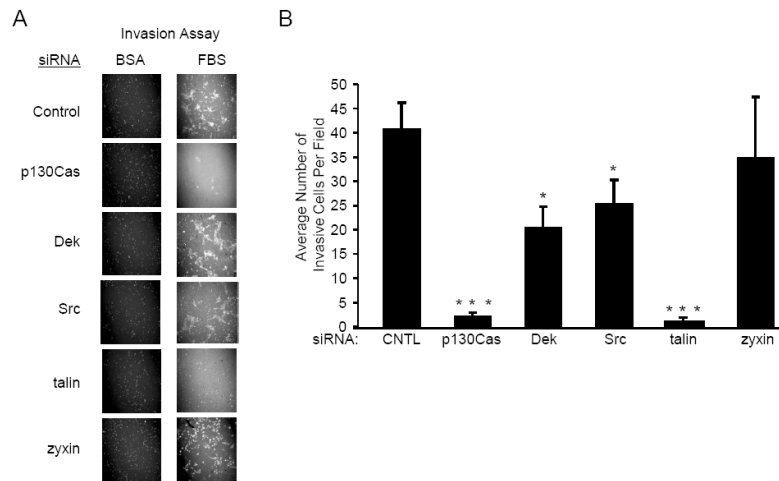 A
Invasion Assay
siRNA BSA FBS
Control
p130Cas
Dek
Src
talin
zyxin
B
Average Number of
Invasive Cells Per Field
50
45
40
35
30
25
20
15
10
5
0
*
*
* * *
* * *
siRNA: CNTL p130Cas Dek Src talin zyxin